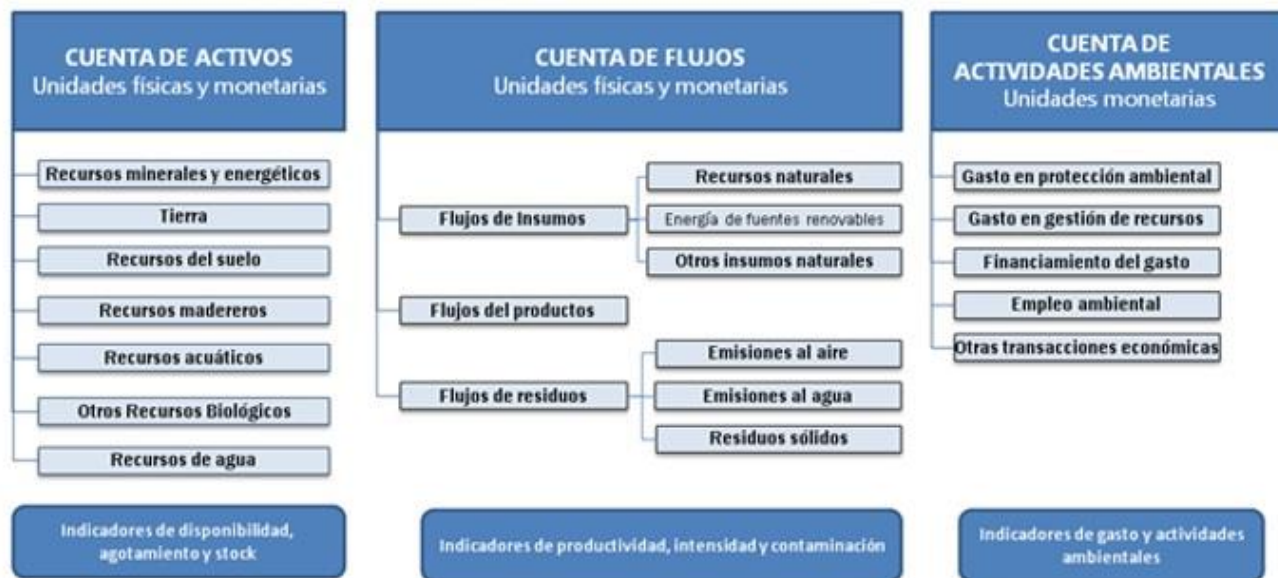 CUENTA DE ACTIVOS
Unidades físicas y monetarias
Recursos minerales y energéticos
Tierra
Recursos del suelo
Recursos madereros
Recursos acuáticos
Otros Recursos Biológicos
Recursos de agua
Indicadores de disponibilidad,
agotamiento y stock
CUENTA DE FLUJOS
Unidades físicas y monetarias
Flujos de Insumos
Recursos naturales
Energía de fuentes renovables
Otros insumos naturales
Flujos del productos
Flujos de residuos
Emisiones al aire
Emisiones al agua
Residuos sólidos
Indicadores de productividad, intensidad y contaminación
CUENTA DE
ACTIVIDADES AMBIENTALES
Unidades monetarias
Gasto en protección ambiental
Gasto en gestión de recursos
Financiamiento del gasto
Empleo ambiental
Otras transacciones económicas
Indicadores de gasto y actividades
ambientales